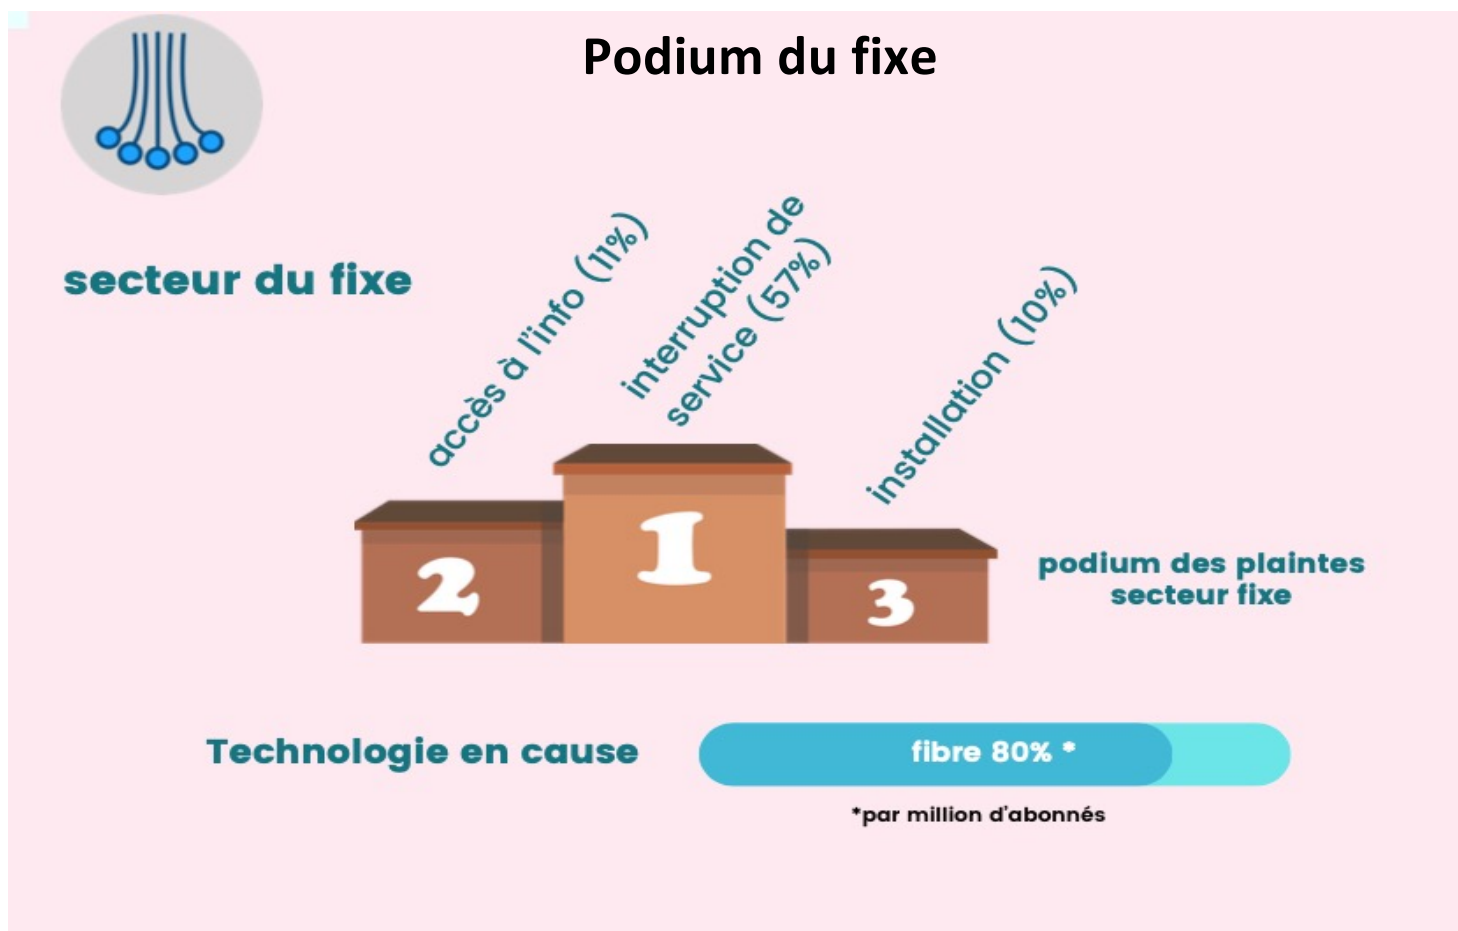 Podium du fixe
secteur du fixe
accès à l'info (11%)
interruption de
service (57%)
installation (10%)
2
1
3
podium des plaintes
secteur fixe
Technologie en cause
fibre 80% *
*par million d'abonnés